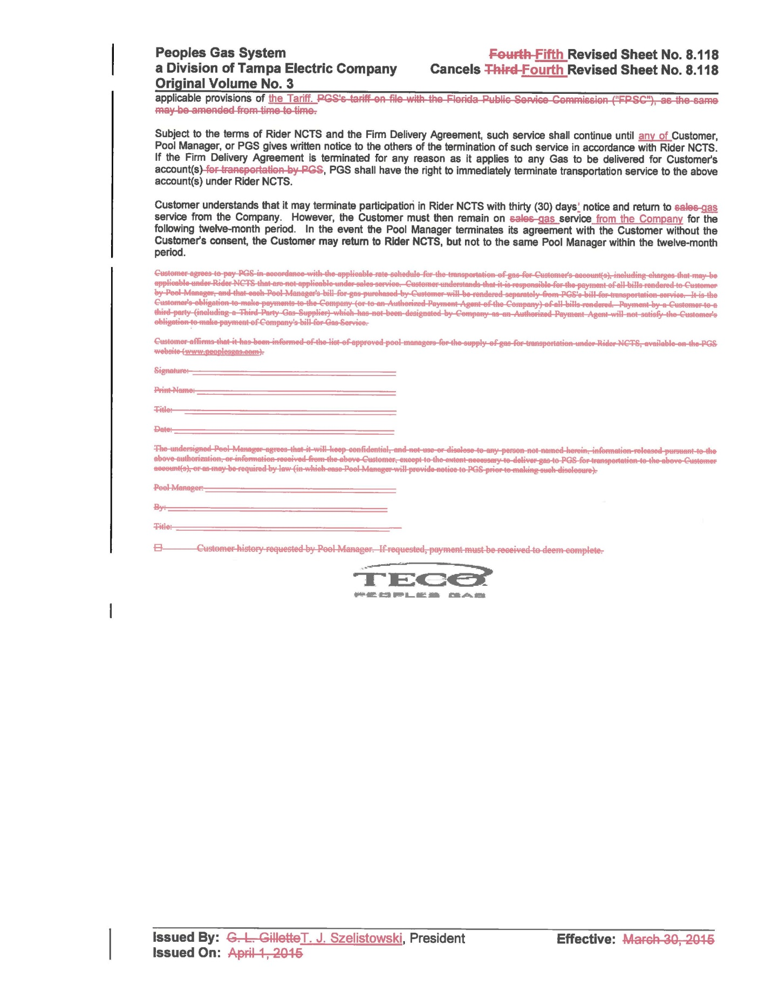 Peoples Gas System
a Division of Tampa Electric Company
Original Volume No. 3
Fourth Fifth Revised Sheet No. 8.118
Cancels Third Fourth Revised Sheet No. 8.118
applicable provisions of the Tariff. PGS's tariff on file with the Florida Public Service Commission ("FPSC"), as the same
may be amended from time to time.
Subject to the terms of Rider NCTS and the Firm Delivery Agreement, such service shall continue until any of Customer,
Pool Manager, or PGS gives written notice to the others of the termination of such service in accordance with Rider NCTS.
If the Firm Delivery Agreement is terminated for any reason as it applies to any Gas to be delivered for Customer's
account(s) for transportation by PGS, PGS shall have the right to immediately terminate transportation service to the above
account(s) under Rider NCTS.
Customer understands that it may terminate participation in Rider NCTS with thirty (30) days' notice and return to sales gas
service from the Company. However, the Customer must then remain on sales gas service from the Company for the
following twelve-month period. In the event the Pool Manager terminates its agreement with the Customer without the
Customer's consent, the Customer may return to Rider NCTS, but not to the same Pool Manager within the twelve-month
period.
Customer agrees to pay PGS in accordance with the applicable rate schedule for the transportation of gas for Customer's account(s), including charges that may be
applicable under Rider NCTS that are not applicable under sales service. Customer understands that it is responsible for the payment of all bills rendered to Customer
by Pool Manager, and that each Pool Manager's bill for gas purchased by Customer will be rendered separately from PGS's bill for transportation service. It is the
Customer's obligation to make payments to the Company (or to an Authorized Payment Agent of the Company) of all bills rendered. Payment by a Customer to a
third party (including a Third Party Gas Supplier) which has not been designated by Company as an Authorized Payment Agent will not satisfy the Customer's
obligation to make payment of Company's bill for Gas Service.
Customer affirms that it has been informed of the list of approved pool managers for the supply of gas for transportation under Rider NCTS, available on the PGS
website (www.peoplesgas.com).
Signature:
Print Name:
Title:
Date:
The undersigned Pool Manager agrees that it will keep confidential, and not use or disclose to any person not named herein, information released pursuant to the
above authorization, or information received from the above Customer, except to the extent necessary to deliver gas to PGS for transportation to the above Customer
account(s), or as may be required by law (in which case Pool Manager will provide notice to PGS prior to making such disclosure).
Pool Manager:
By:
Title:
Customer history requested by Pool Manager. If requested, payment must be received to deem complete.
TECO
PEOPLES GAS
Issued By: G. L. GilletteT. J. Szelistowski, President
Issued On: April 1, 2015
Effective: March 30, 2015